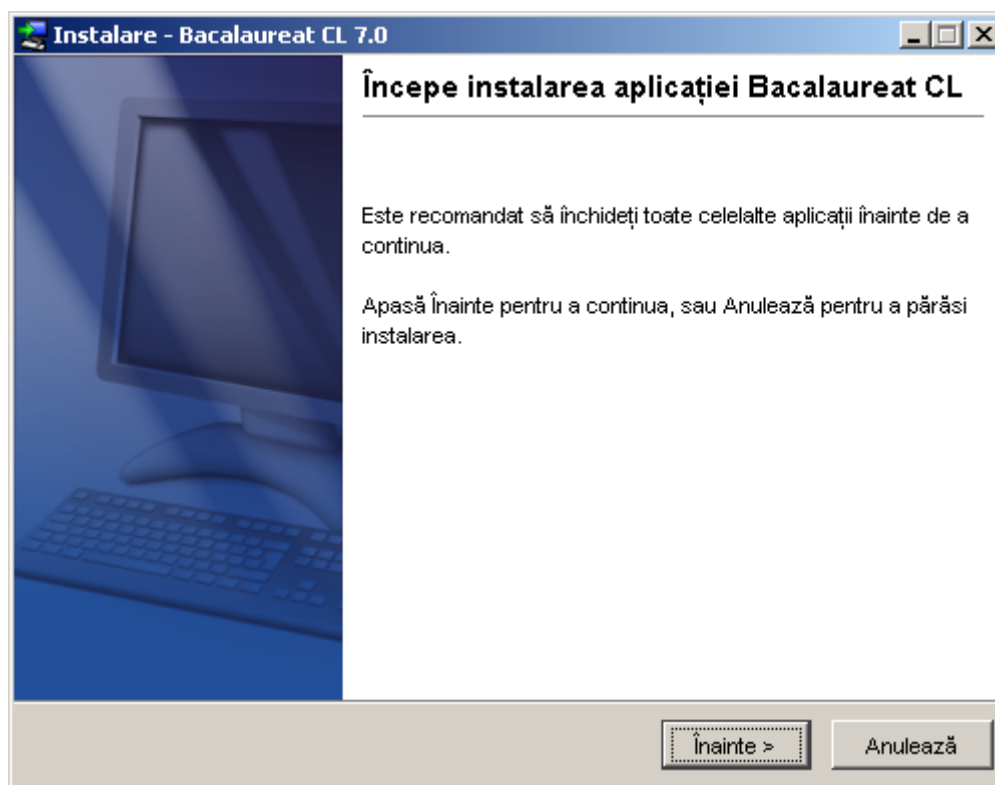 Instalare - Bacalaureat CL 7.0
Începe instalarea aplicației Bacalaureat CL
Este recomandat să închideți toate celelalte aplicații înainte de a
continua.
Apasă Înainte pentru a continua, sau Anulează pentru a părăsi
instalarea.
Înainte >
Anulează